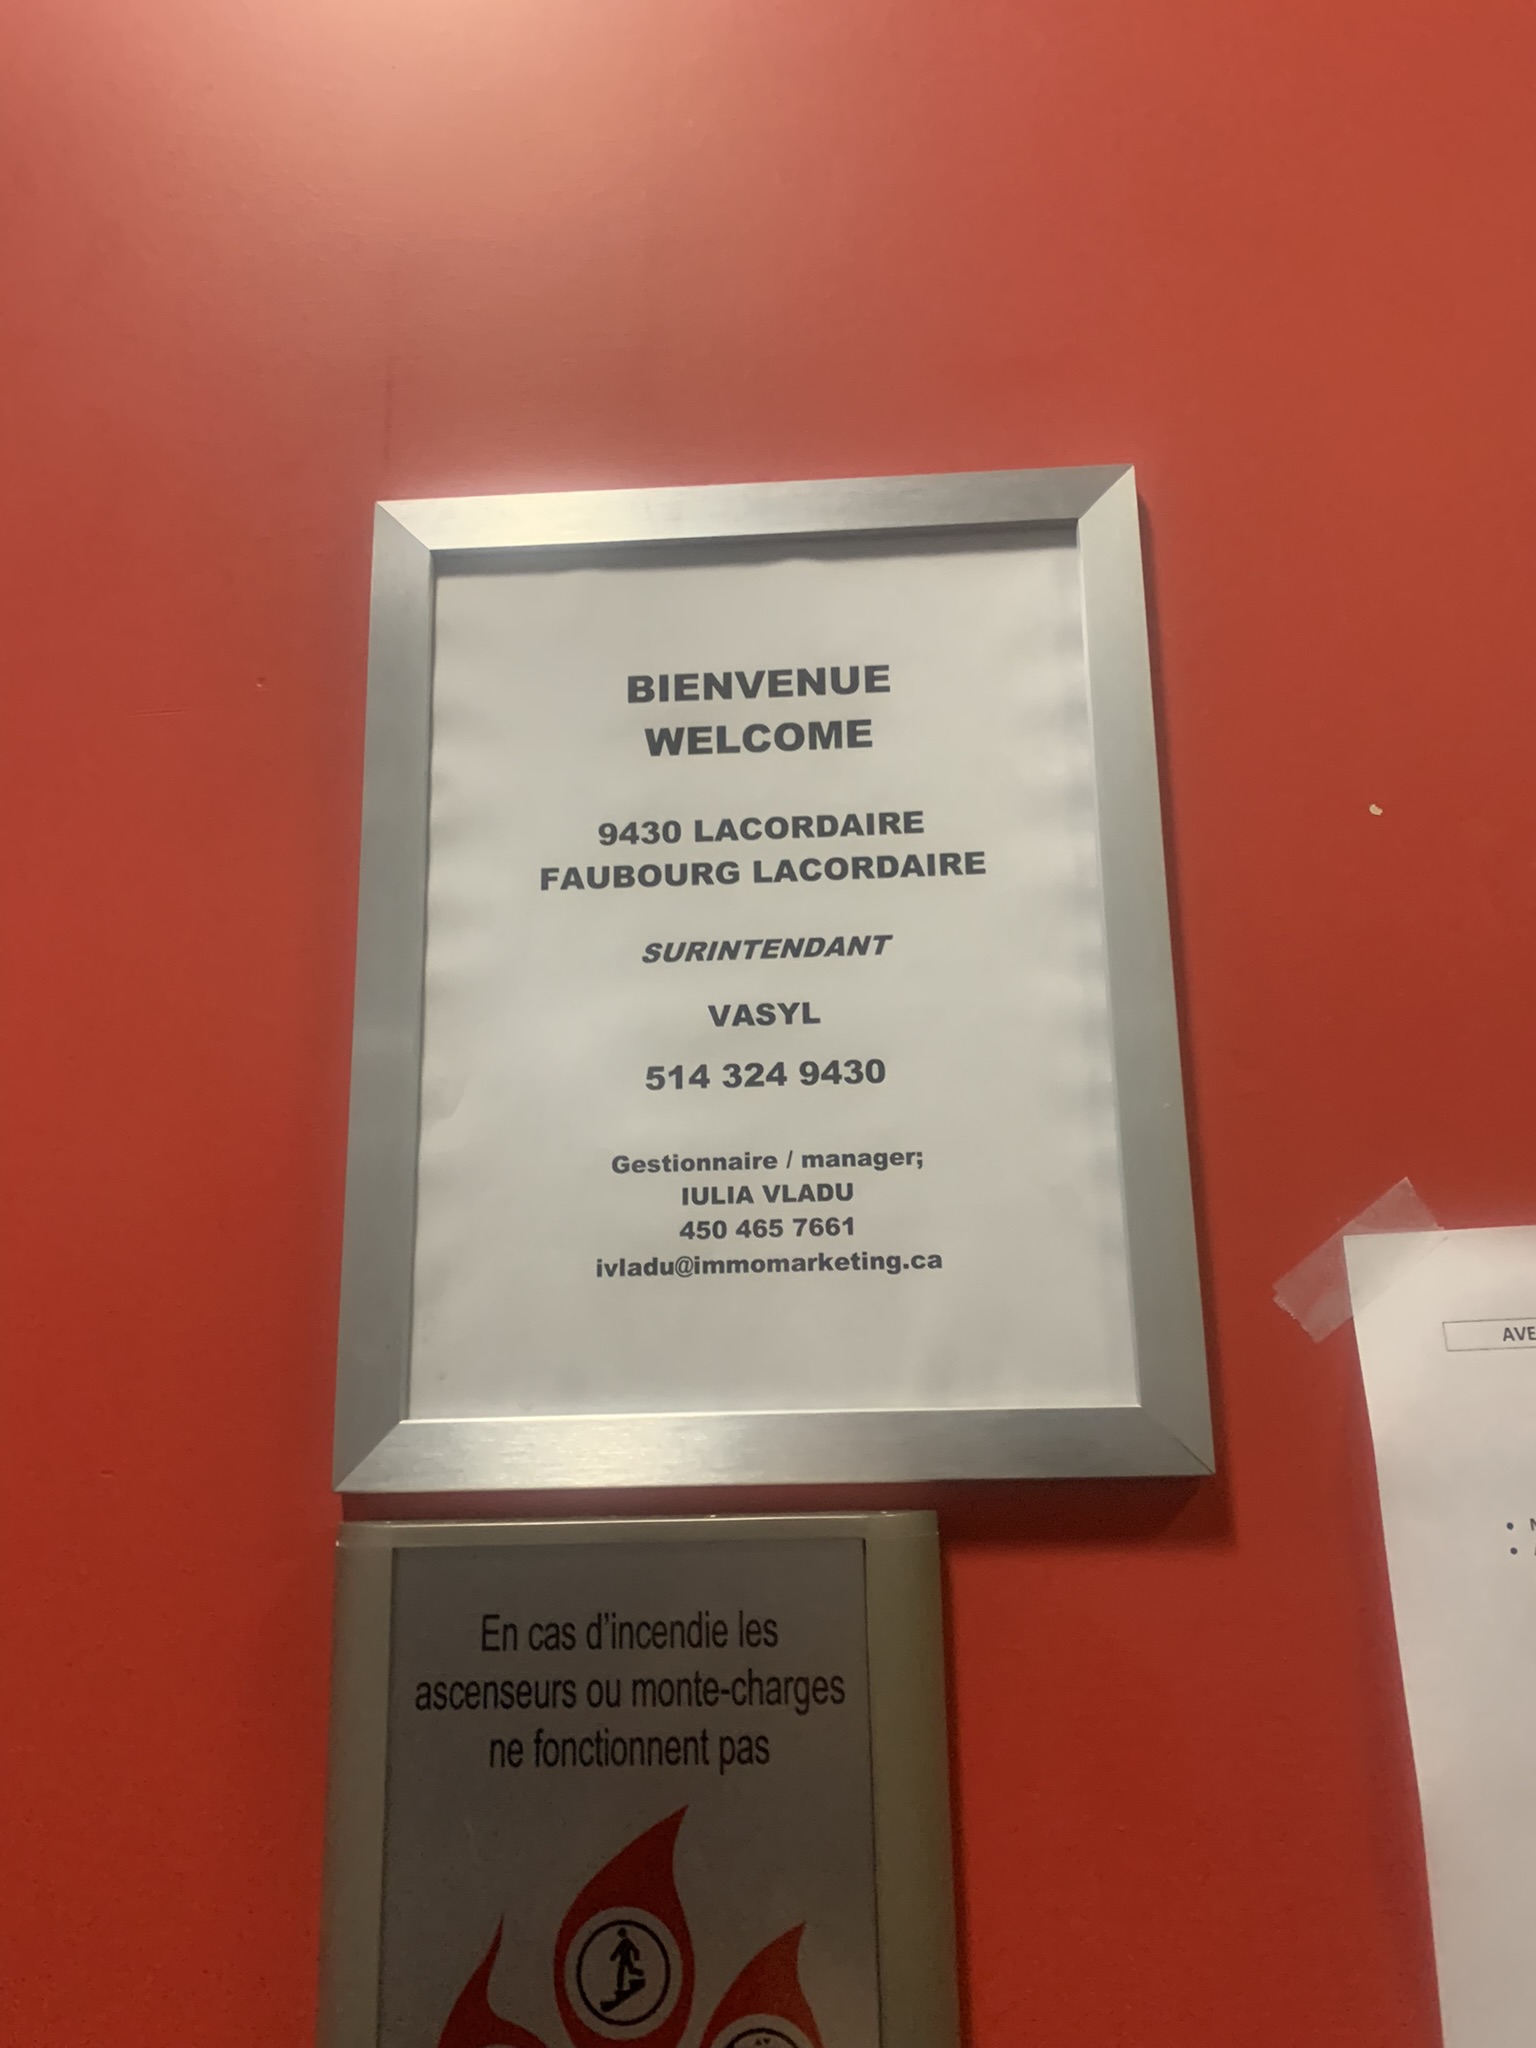 BIENVENUE
WELCOME
9430 LACORDAIRE
FAUBOURG LACORDAIRE
SURINTENDANT
VASYL
514 324 9430
Gestionnaire / manager;
IULIA VLADU
450 465 7661
ivladu@immomarketing.ca
En cas d'incendie les
ascenseurs ou monte-charges
ne fonctionnent pas